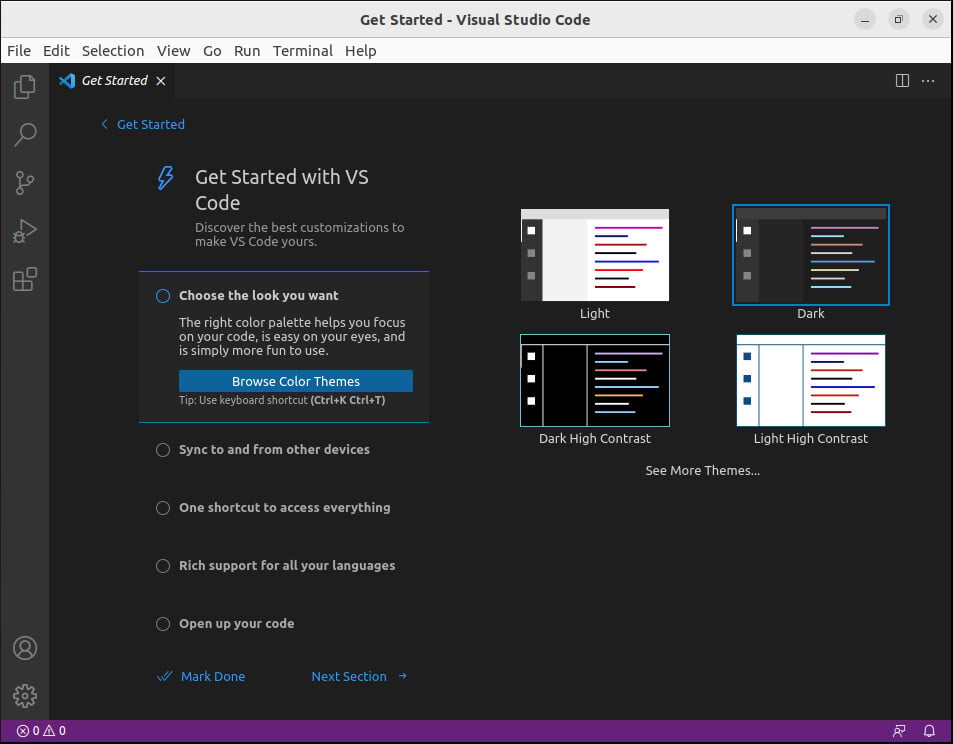 Get Started - Visual Studio Code
File Edit Selection View Go Run Terminal Help
Get Started
Get Started
Get Started with VS
Code
Discover the best customizations to
make VS Code yours.
Choose the look you want
The right color palette helps you focus
on your code, is easy on your eyes, and
is simply more fun to use.
Browse Color Themes
Tip: Use keyboard shortcut (Ctrl+K Ctrl+T)
Sync to and from other devices
One shortcut to access everything
Rich support for all your languages
Open up your code
Mark Done
Next Section
Light
Dark
Dark High Contrast
Light High Contrast
See More Themes...
0 0